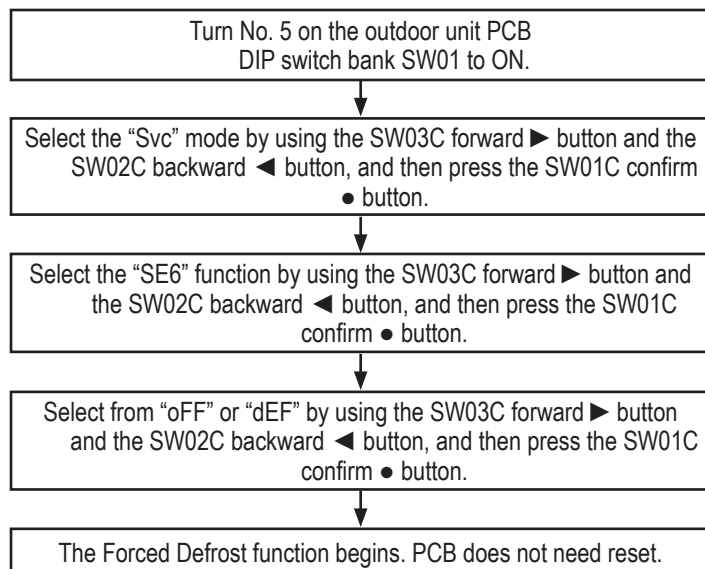 Turn No. 5 on the outdoor unit PCB
DIP switch bank SW01 to ON.
Select the “Svc” mode by using the SW03C forward ► button and the
SW02C backward ◄ button, and then press the SW01C confirm
● button.
Select the “SE6” function by using the SW03C forward ► button and
the SW02C backward ◄ button, and then press the SW01C
confirm ● button.
Select from “oFF” or “dEF” by using the SW03C forward ► button
and the SW02C backward ◄ button, and then press the SW01C
confirm ● button.
The Forced Defrost function begins. PCB does not need reset.